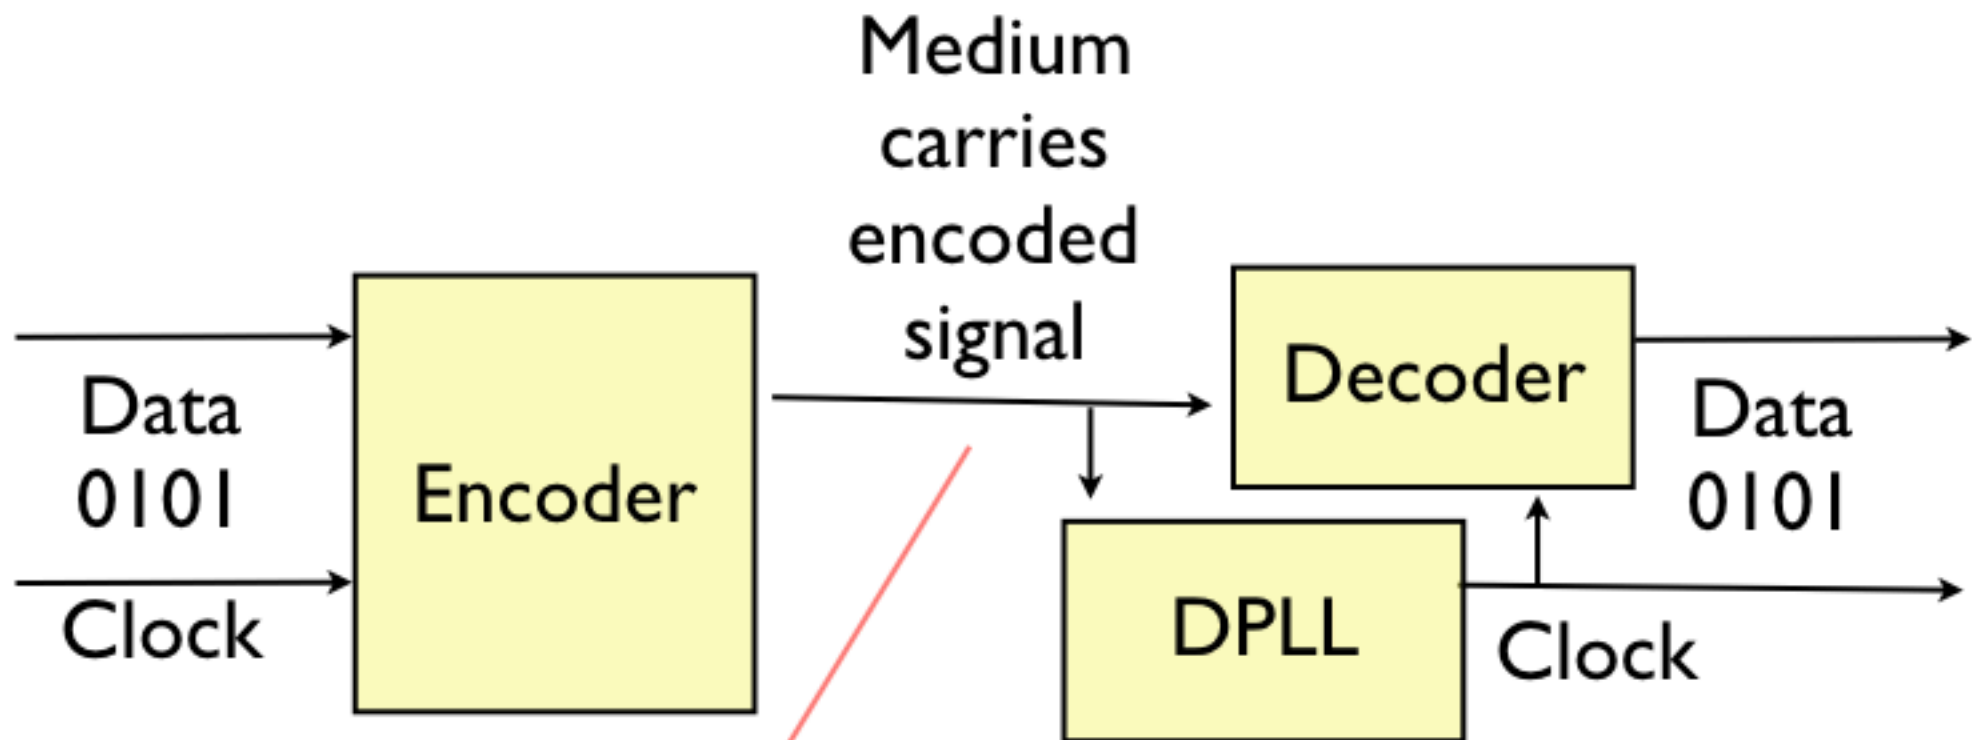 Medium
carries
encoded
signal
Data
0101
Clock
Encoder
Decoder
DPLL
Data
0101
Clock